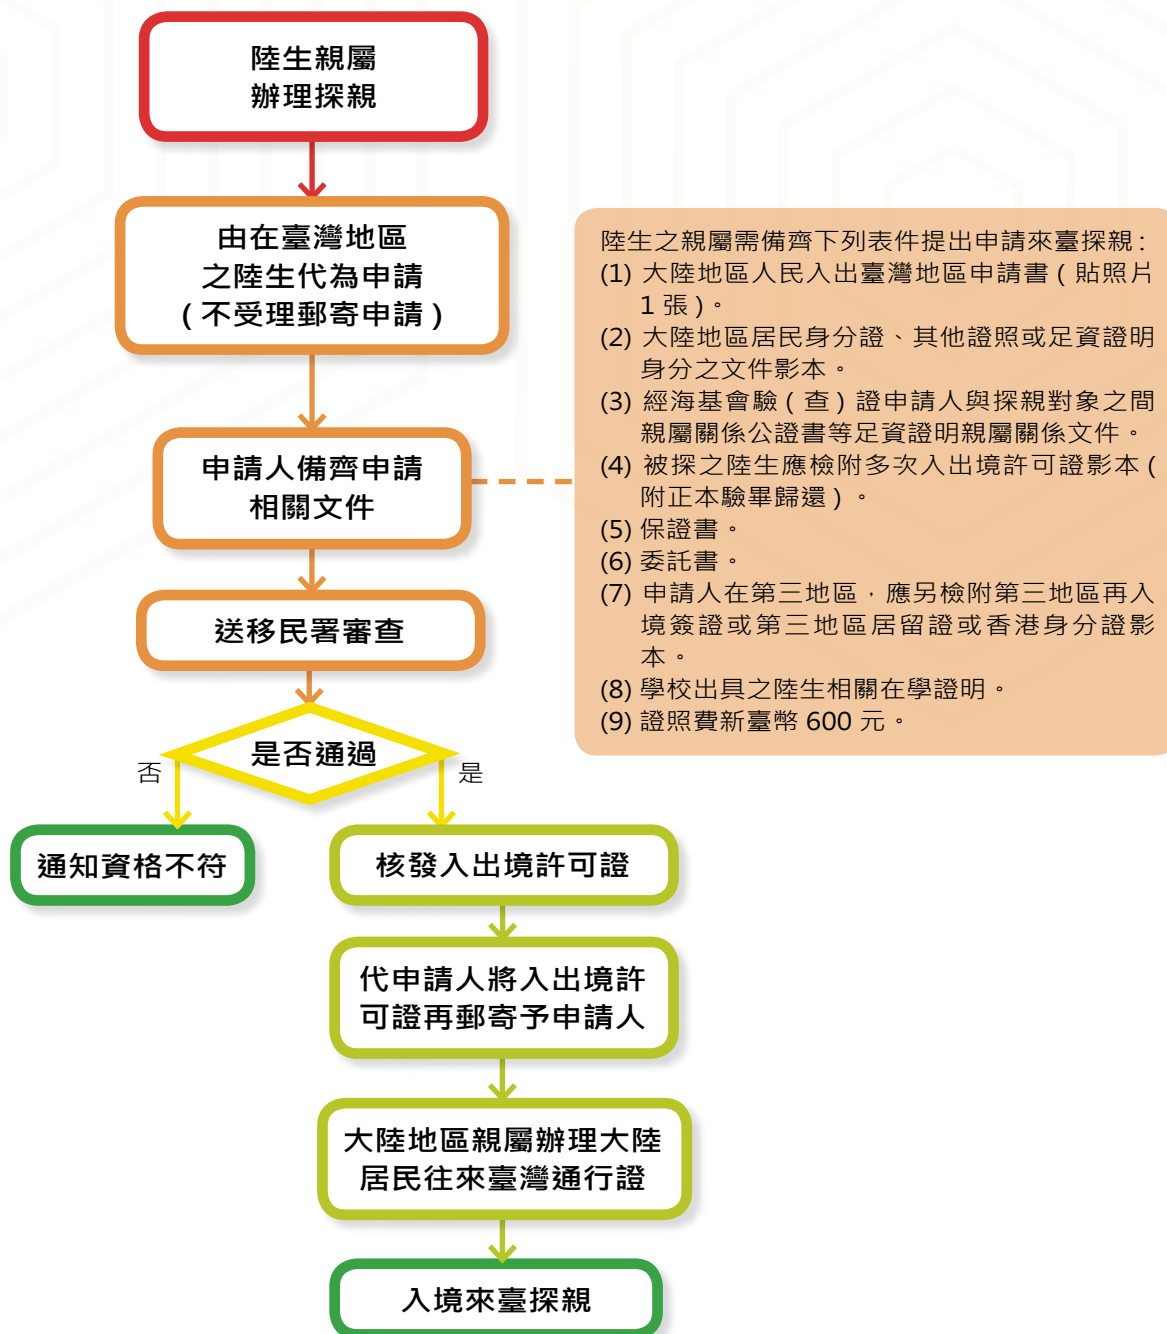 陸生親屬
辦理探親
由在臺灣地區
之陸生代為申請
(不受理郵寄申請)
申請人備齊申請
相關文件
送移民署審查
是否通過
否
是
通知資格不符
核發入出境許可證
代申請人將入出境許
可證再郵寄予申請人
大陸地區親屬辦理大陸
居民往來臺灣通行證
入境來臺探親
陸生之親屬需備齊下列表件提出申請來臺探親:
(1) 大陸地區人民入出臺灣地區申請書(貼照片
1 張)。
(2) 大陸地區居民身分證、其他證照或足資證明
身分之文件影本。
(3) 經海基會驗(查)證申請人與探親對象之間
親屬關係公證書等足資證明親屬關係文件。
(4) 被探之陸生應檢附多次入出境許可證影本(
附正本驗畢歸還)。
(5) 保證書。
(6) 委託書。
(7) 申請人在第三地區,應另檢附第三地區再入
境簽證或第三地區居留證或香港身分證影
本。
(8) 學校出具之陸生相關在學證明。
(9) 證照費新臺幣 600 元。